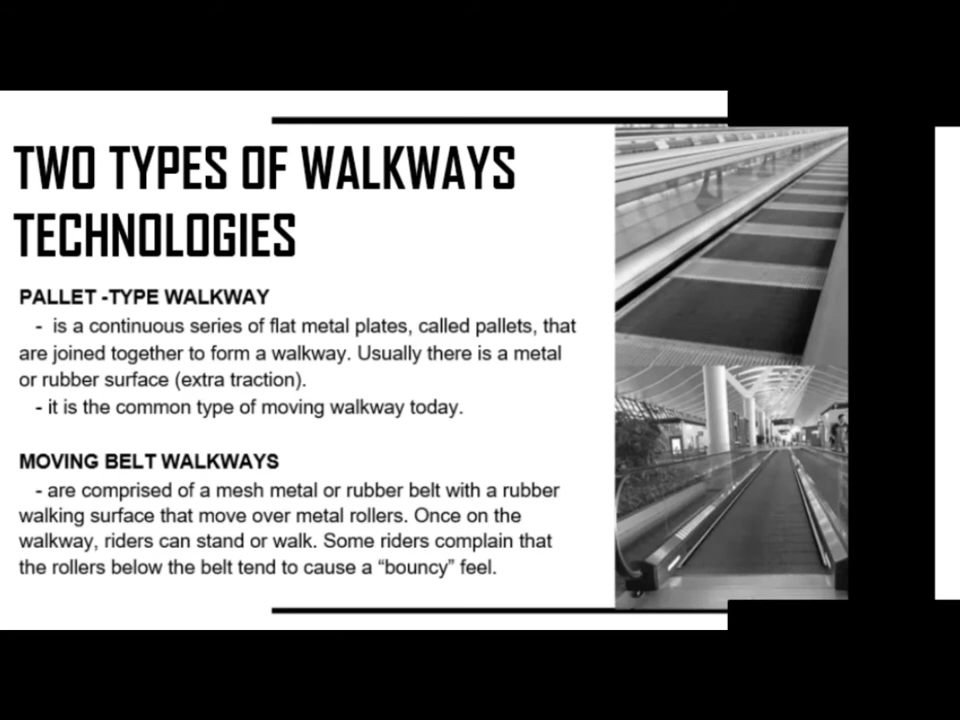 TWO TYPES OF WALKWAYS
TECHNOLOGIES
PALLET -TYPE WALKWAY
- is a continuous series of flat metal plates, called pallets, that
are joined together to form a walkway. Usually there is a metal
or rubber surface (extra traction).
- it is the common type of moving walkway today.
MOVING BELT WALKWAYS
- are comprised of a mesh metal or rubber belt with a rubber
walking surface that move over metal rollers. Once on the
walkway, riders can stand or walk. Some riders complain that
the rollers below the belt tend to cause a “bouncy” feel.